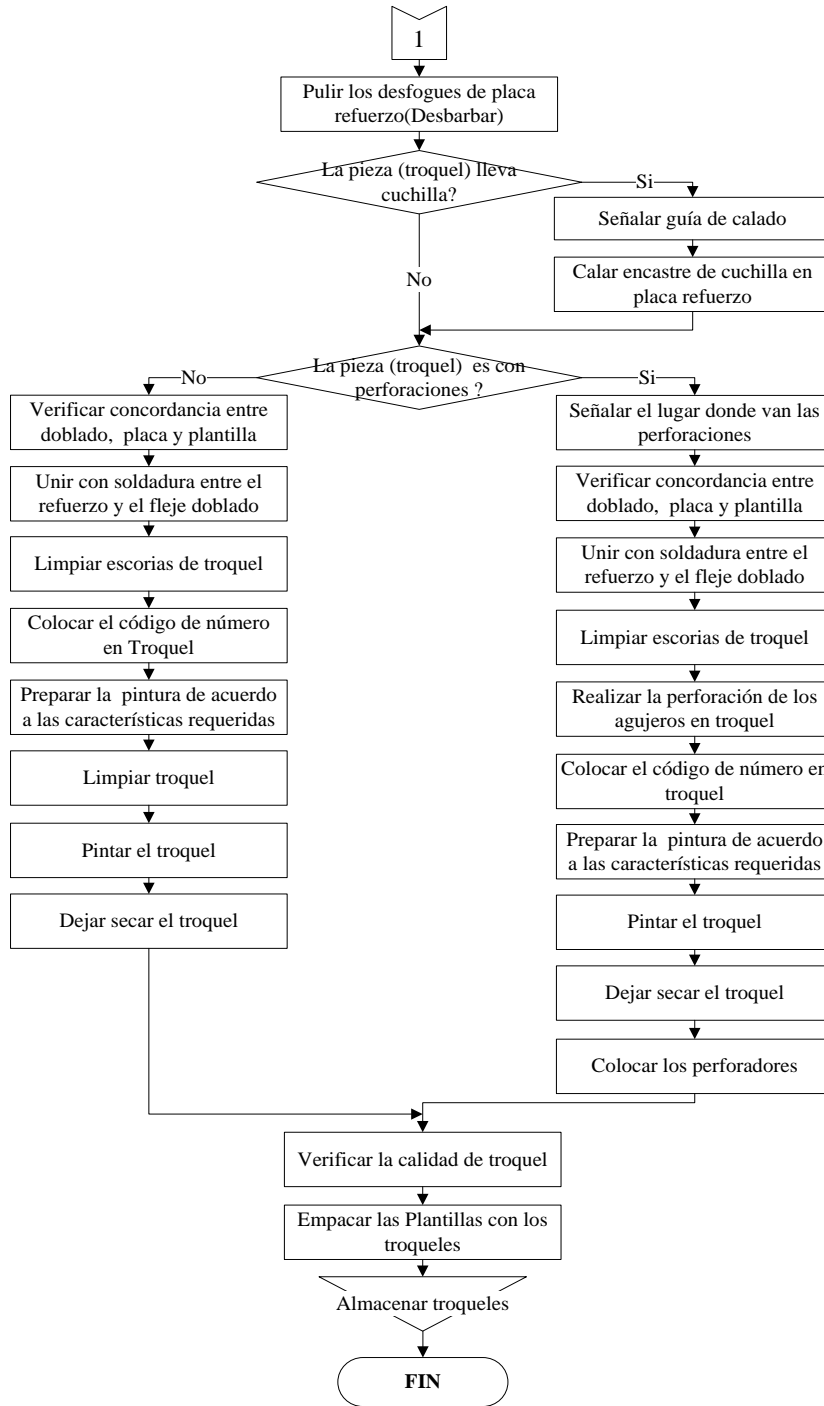 1
Pulir los desfogues de placa
refuerzo(Desbarbar)
La pieza (troquel) lleva
cuchilla?
Si
Señalar guía de calado
Calar encastre de cuchilla en
placa refuerzo
No
La pieza (troquel)  es con
perforaciones ?
No
Si
Verificar concordancia entre
doblado,  placa y plantilla
Unir con soldadura entre el
refuerzo y el fleje doblado
Limpiar escorias de troquel
Colocar el código de número
en Troquel
Preparar la  pintura de acuerdo
a las características requeridas
Limpiar troquel
Pintar el troquel
Dejar secar el troquel
Señalar el lugar donde van las
perforaciones
Verificar concordancia entre
doblado,  placa y plantilla
Unir con soldadura entre el
refuerzo y el fleje doblado
Limpiar escorias de troquel
Realizar la perforación de los
agujeros en troquel
Colocar el código de número en
troquel
Preparar la  pintura de acuerdo
a las características requeridas
Pintar el troquel
Dejar secar el troquel
Colocar los perforadores
Verificar la calidad de troquel
Empacar las Plantillas con los
troqueles
Almacenar troqueles
FIN